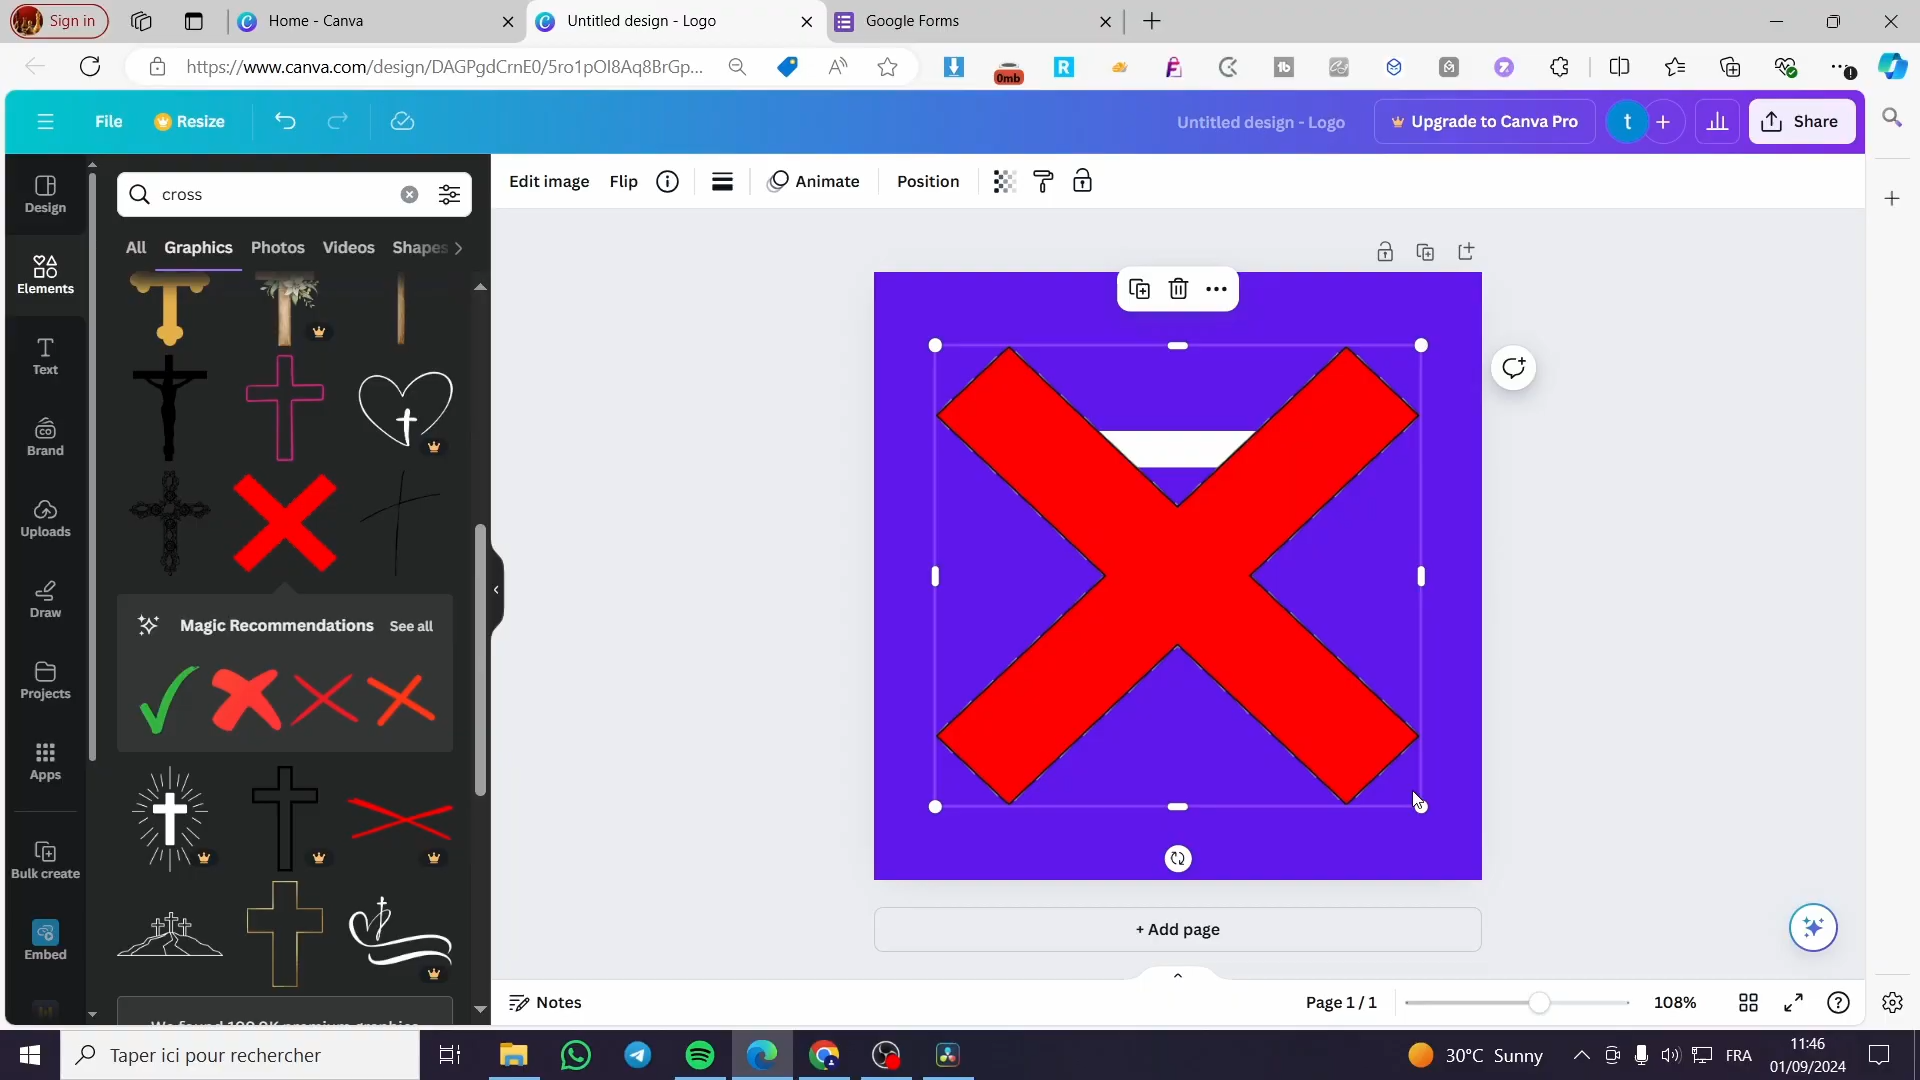 Sign in
Home - Canva
Untitled design - Logo
Google Forms
https://www.canva.com/design/DAGPgdCrnE0/5ro1pOI8Aq8BrGp...
0mb
File
Resize
Untitled design - Logo
Upgrade to Canva Pro
t
Share
cross
Edit image
Flip
Animate
Position
Design
All
Graphics
Photos
Videos
Shapes
Elements
Text
Brand
Uploads
Draw
Magic Recommendations
See all
Projects
Apps
Bulk create
Embed
+ Add page
Notes
Page 1 / 1
108%
Taper ici pour rechercher
30°C Sunny
FRA
11:46
01/09/2024